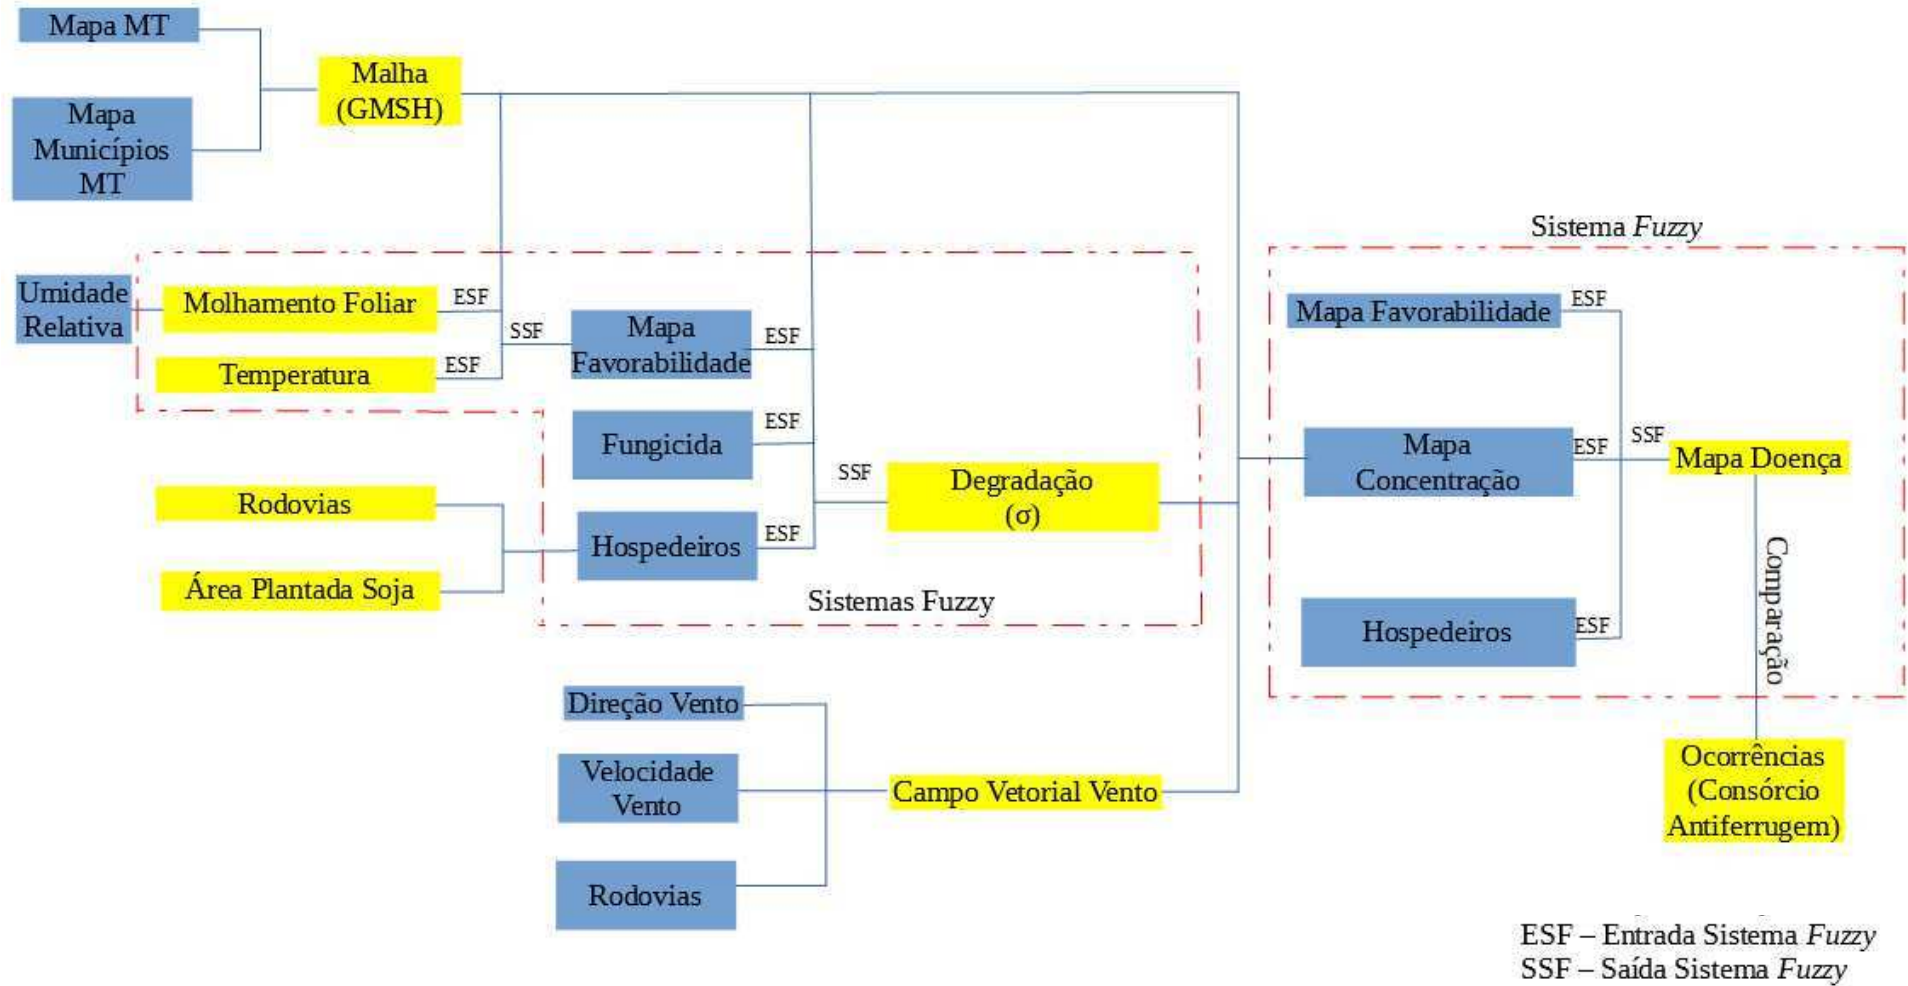 Mapa MT
Malha
(GMSH)
Mapa
Municípios
MT
Sistema Fuzzy
Umidade
Relativa
Molhamento Foliar
ESF
Temperatura
ESF
SSF
Mapa
Favorabilidade
ESF
Fungicida
ESF
Rodovias
Área Plantada Soja
Hospedeiros
ESF
SSF
Degradação
(σ)
Sistemas Fuzzy
Mapa Favorabilidade
ESF
Mapa
Concentração
ESF
SSF
Mapa Doença
Hospedeiros
ESF
Comparação
Direção Vento
Velocidade
Vento
Rodovias
Campo Vetorial Vento
Ocorrências
(Consórcio
Antiferrugem)
ESF – Entrada Sistema Fuzzy
SSF – Saída Sistema Fuzzy